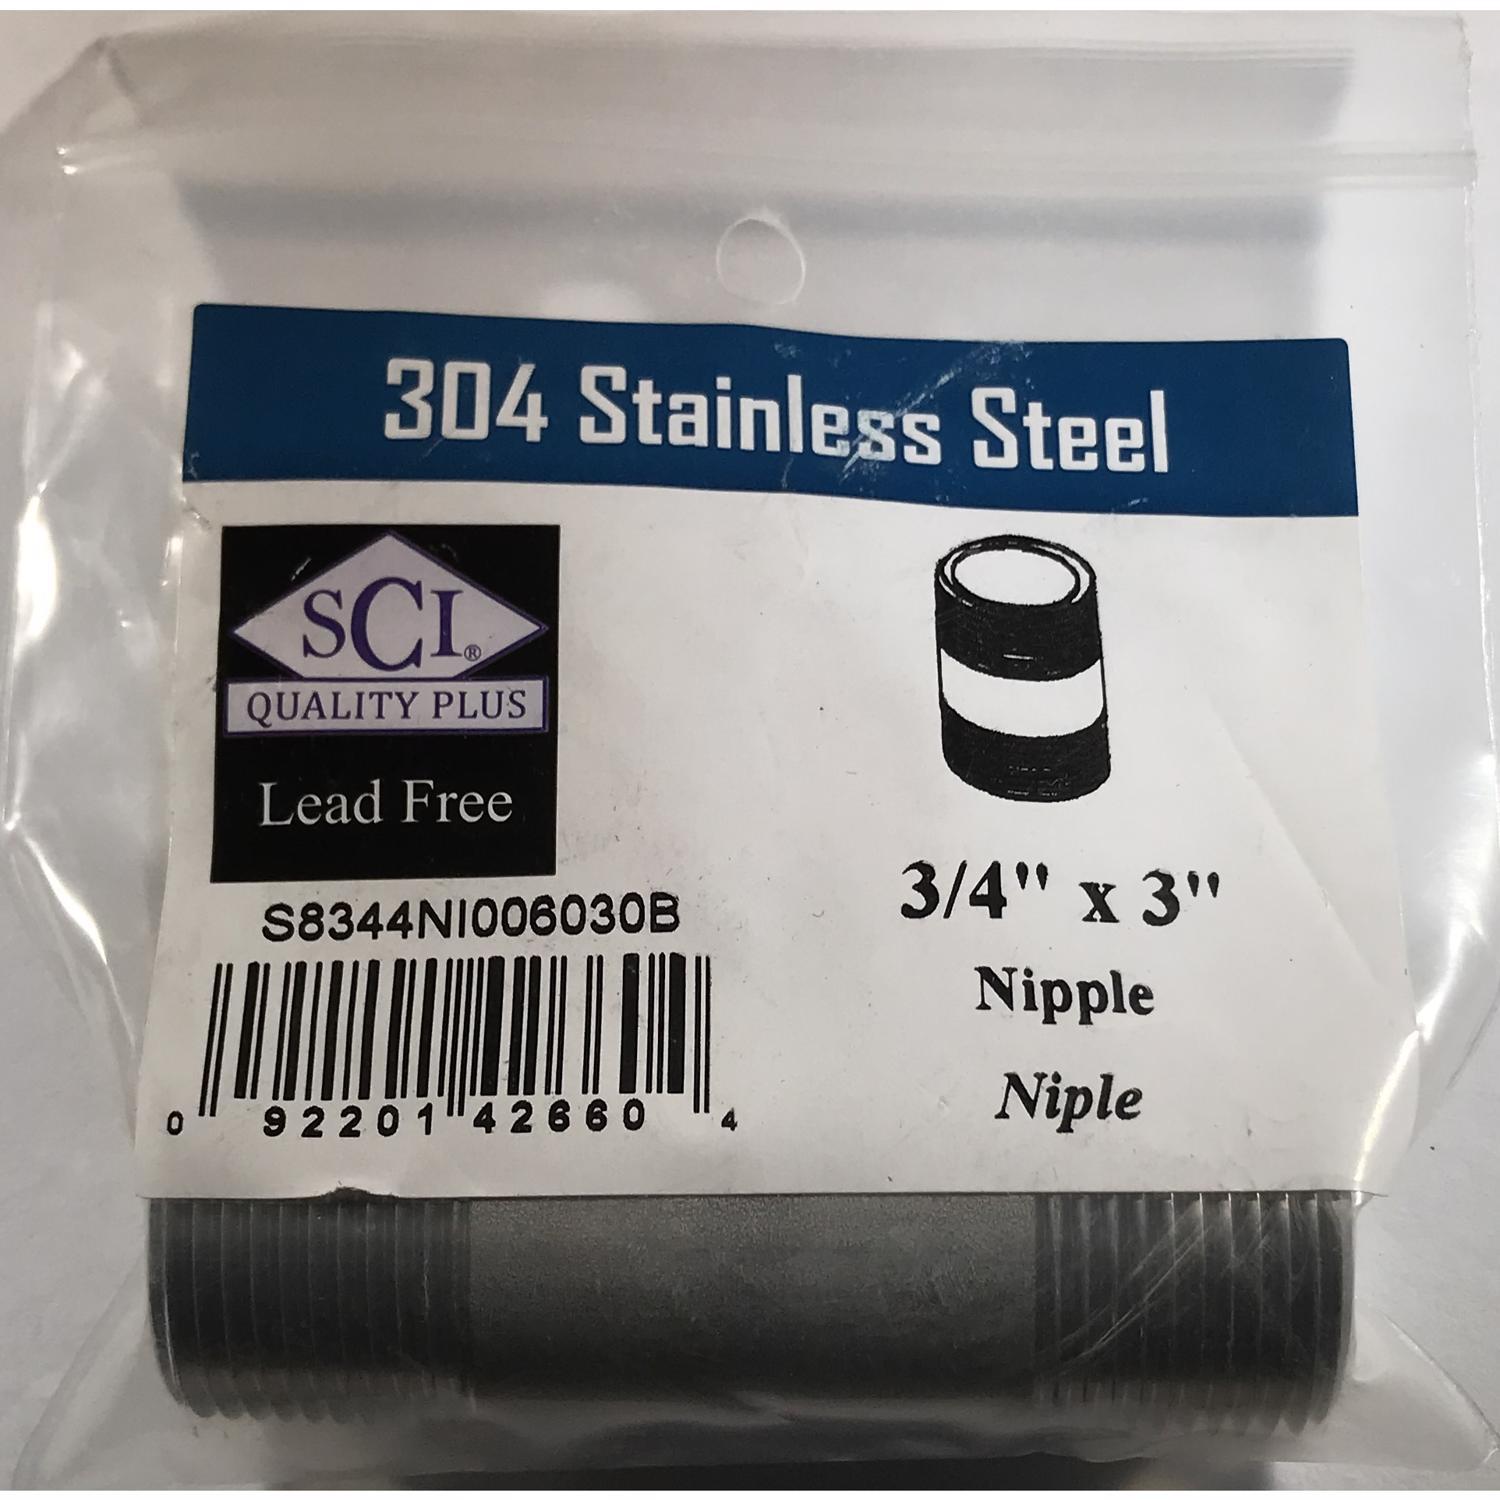 304 Stainless Steel
SCI®
QUALITY PLUS
Lead Free
S8344NI006030B
0 92201 42660 4
3/4" x 3"
Nipple
Niple